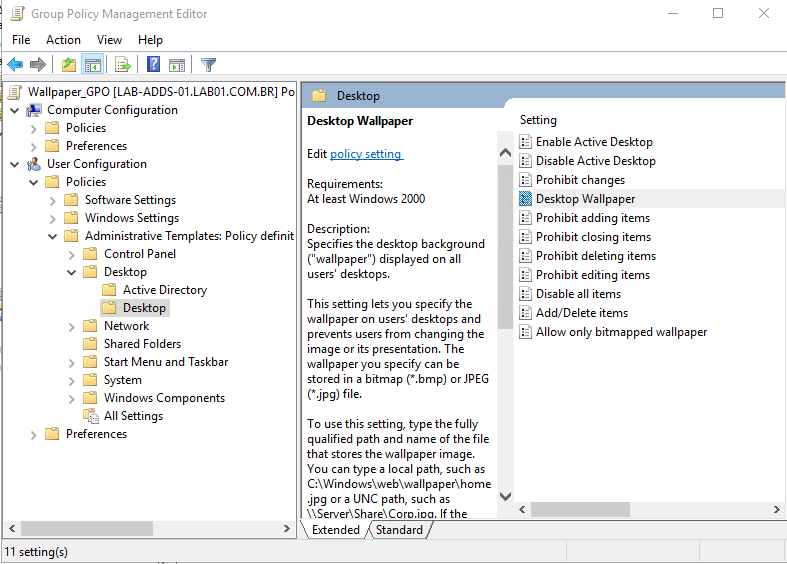 Group Policy Management Editor
File Action View Help
Wallpaper_GPO [LAB-ADDS-01.LAB01.COM.BR] Po
Computer Configuration
Policies
Preferences
User Configuration
Policies
Software Settings
Windows Settings
Administrative Templates: Policy definit
Control Panel
Desktop
Active Directory
Desktop
Network
Shared Folders
Start Menu and Taskbar
System
Windows Components
All Settings
Preferences
Desktop
Desktop Wallpaper
Edit policy setting
Requirements:
At least Windows 2000
Description:
Specifies the desktop background
("wallpaper") displayed on all
users' desktops.
This setting lets you specify the
wallpaper on users' desktops and
prevents users from changing the
image or its presentation. The
wallpaper you specify can be
stored in a bitmap (*.bmp) or JPEG
(*.jpg) file.
To use this setting, type the fully
qualified path and name of the file
that stores the wallpaper image.
You can type a local path, such as
C:\Windows\web\wallpaper\home
.jpg or a UNC path, such as
\\Server\Share\Corp.jpg. If the
Setting
Enable Active Desktop
Disable Active Desktop
Prohibit changes
Desktop Wallpaper
Prohibit adding items
Prohibit closing items
Prohibit deleting items
Prohibit editing items
Disable all items
Add/Delete items
Allow only bitmapped wallpaper
Extended Standard
11 setting(s)